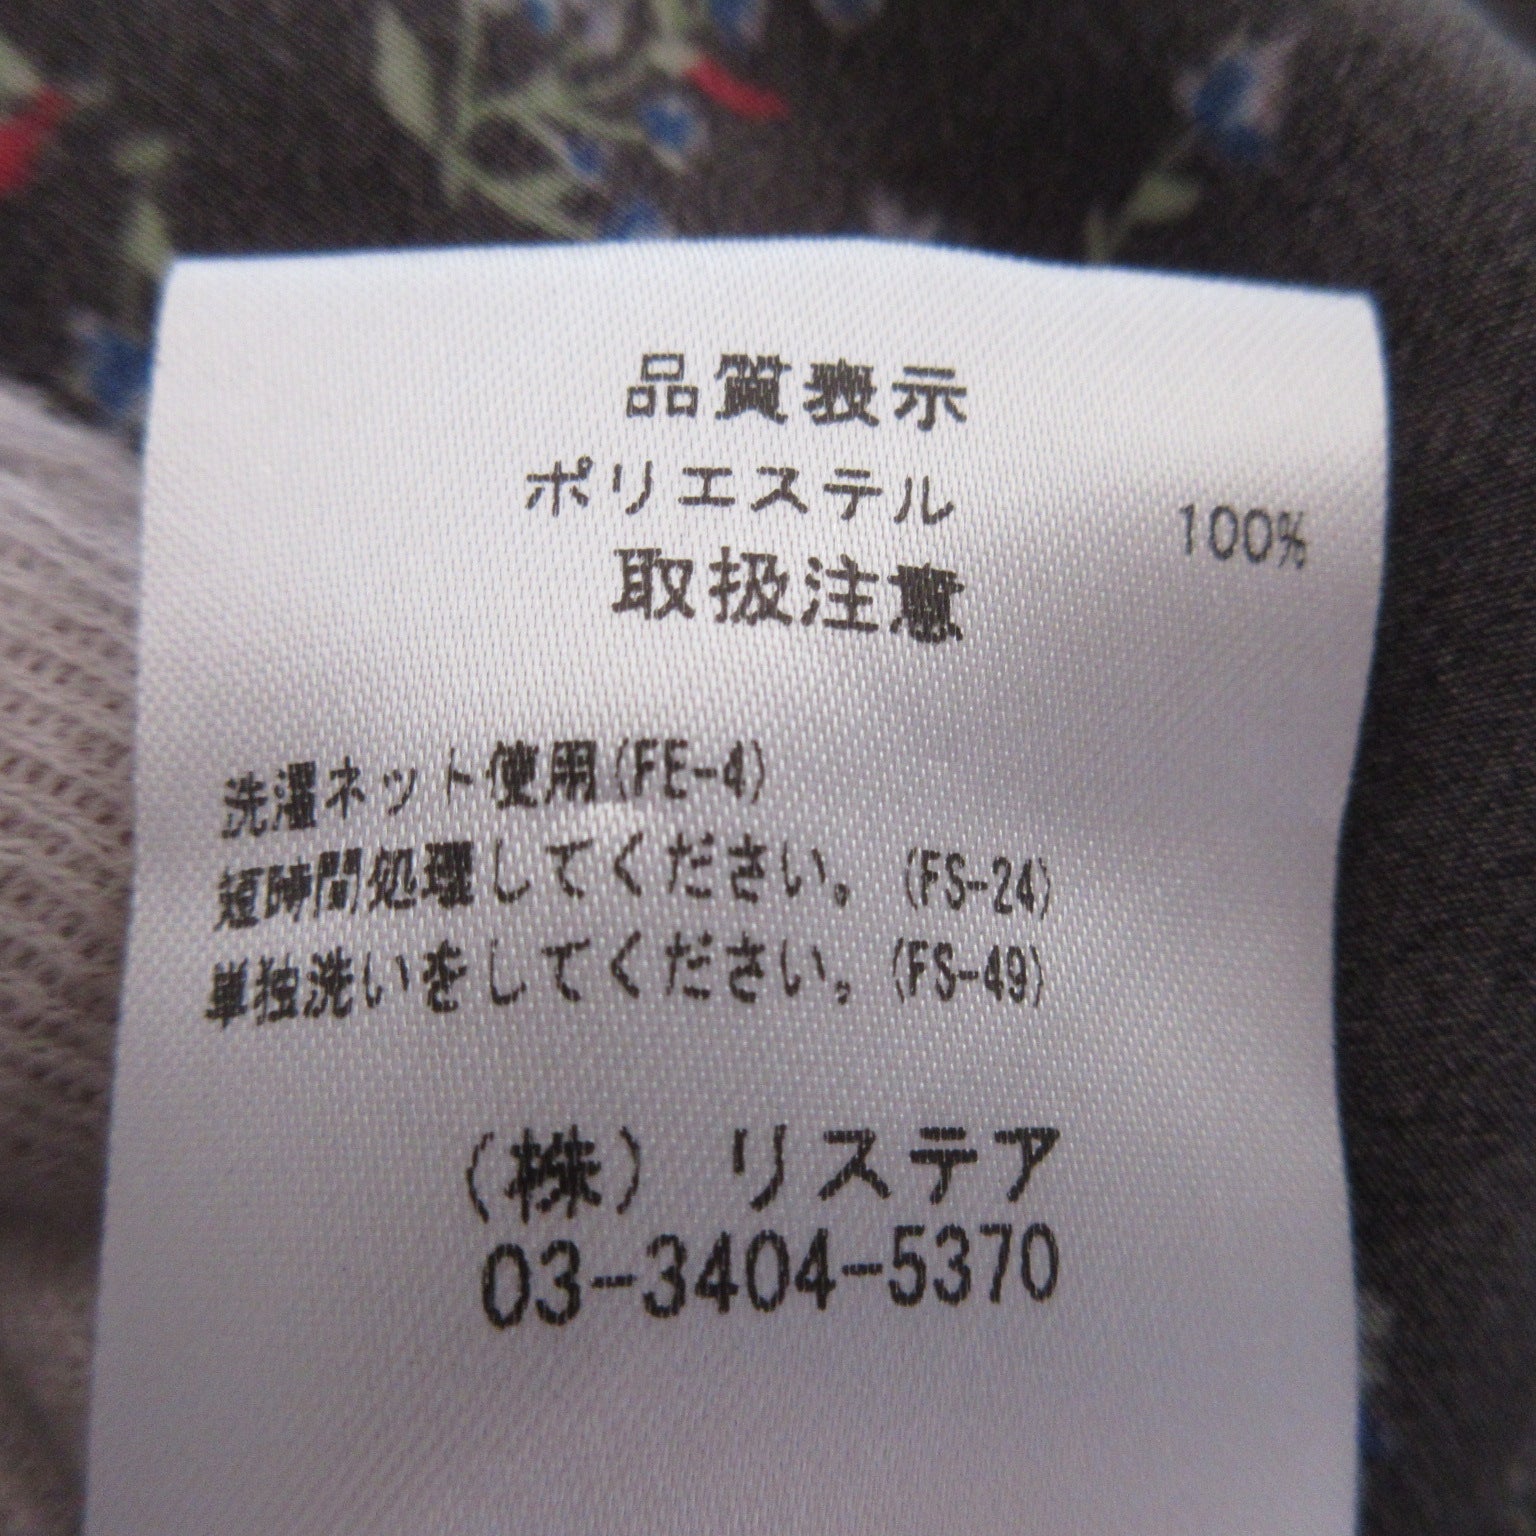 品質表示
ポリエステル 100%
取扱注意
洗濯ネット使用(FE-4)
短時間処理してください。(FS-24)
単独洗いをしてください。(FS-49)
(株) リステア
03-3404-5370